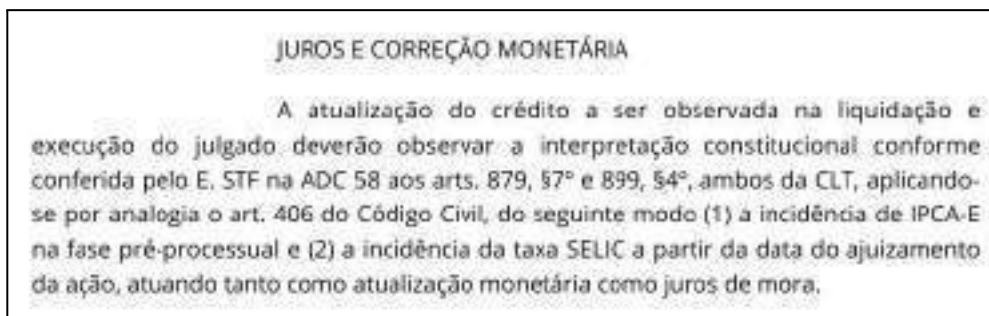 JUROS E CORREÇÃO MONETÁRIA
A atualização do crédito a ser observada na liquidação e
execução do julgado deverão observar a interpretação constitucional conforme
conferida pelo E. STF na ADC 58 aos arts. 879, §7º e 899, §4º, ambos da CLT, aplicando-
se por analogia o art. 406 do Código Civil, do seguinte modo (1) a incidência de IPCA-E
na fase pré-processual e (2) a incidência da taxa SELIC a partir da data do ajuizamento
da ação, atuando tanto como atualização monetária como juros de mora.